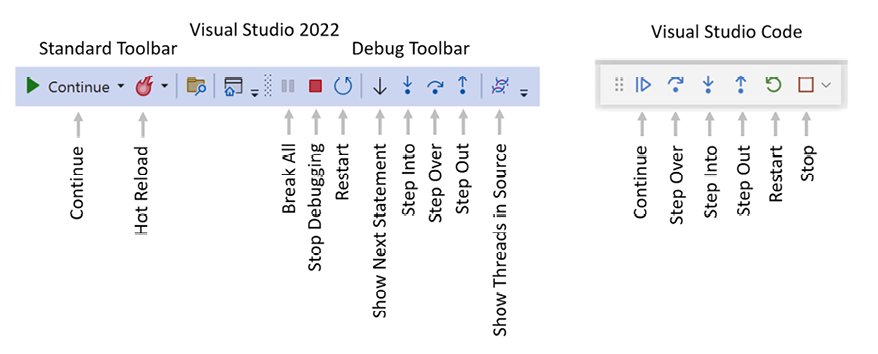 Visual Studio 2022
Standard Toolbar
Debug Toolbar
Continue
Continue
Hot Reload
Break All
Stop Debugging
Restart
Show Next Statement
Step Into
Step Over
Step Out
Show Threads in Source
Visual Studio Code
Continue
Step Over
Step Into
Step Out
Restart
Stop